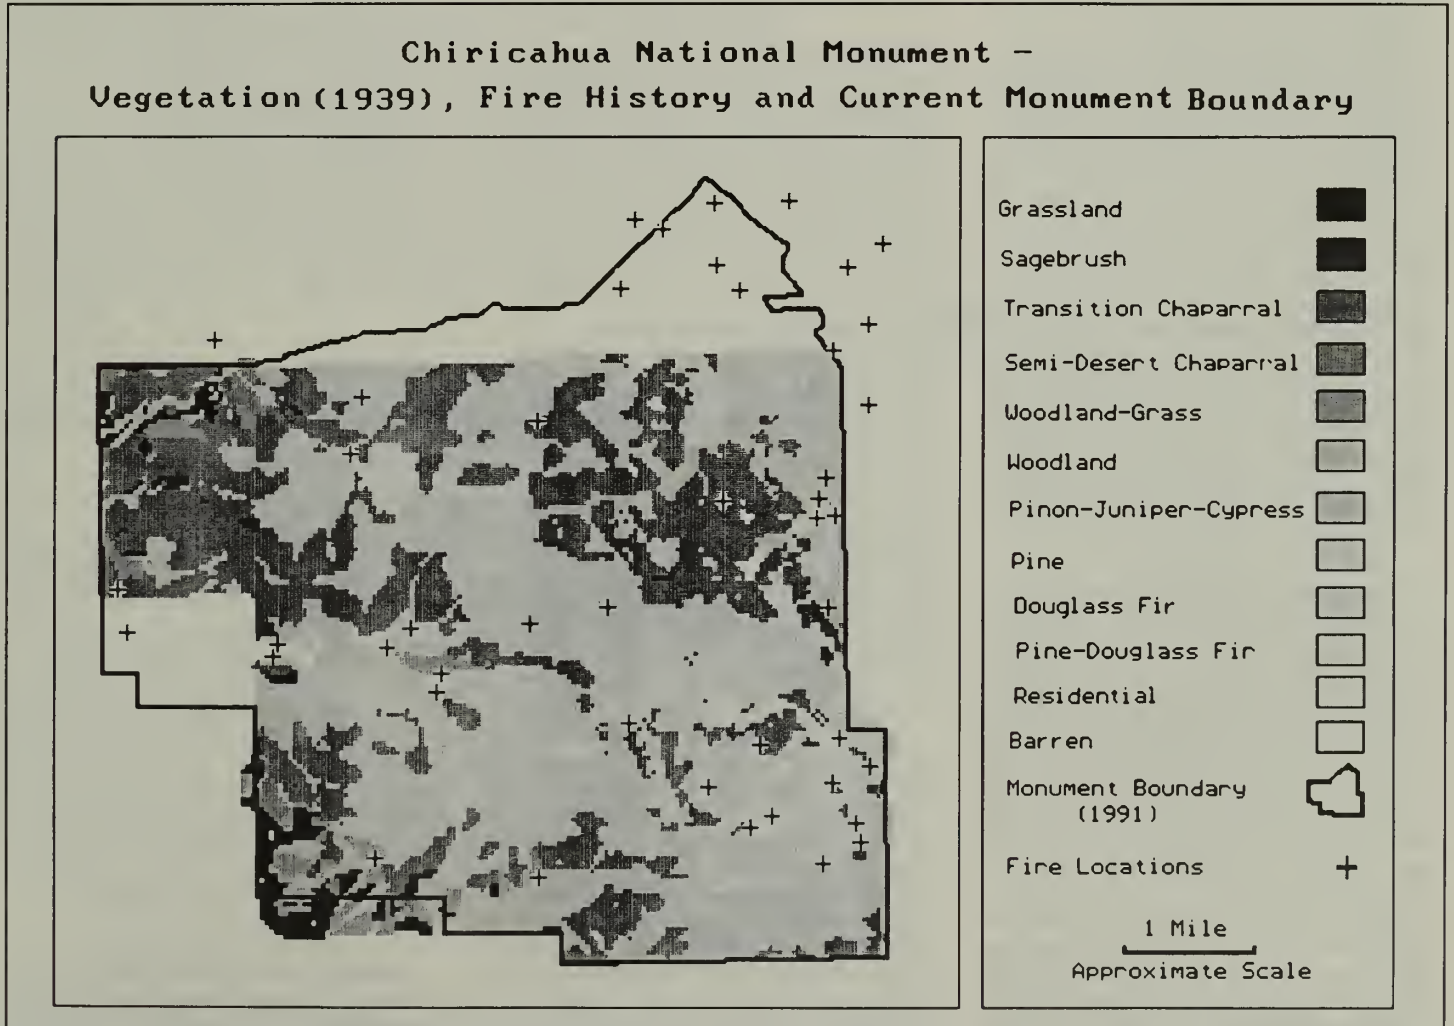 Chiricahua National Monument —
Vegetation (1939), Fire History and Current Monument Boundary
Grassland
Sagebrush
Transition Chaparral
Semi-Desert Chaparral
Woodland-Grass
Woodland
Pinon-Juniper-Cypress
Pine
Douglass Fir
Pine-Douglass Fir
Residential
Barren
Monument Boundary
(1991)
Fire Locations
1 Mile
Approximate Scale